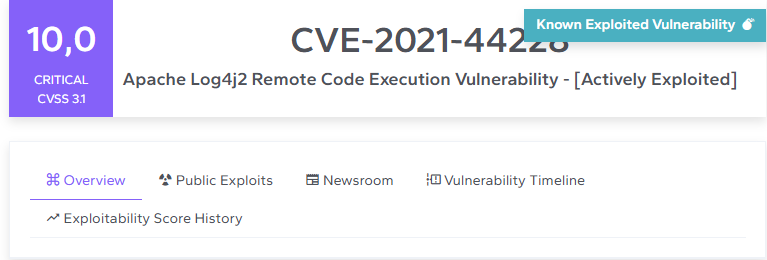 10,0
CRITICAL
CVSS 3.1
Known Exploited Vulnerability
CVE-2021-44228
Apache Log4j2 Remote Code Execution Vulnerability - [Actively Exploited]
Overview
Public Exploits
Newsroom
Vulnerability Timeline
Exploitability Score History